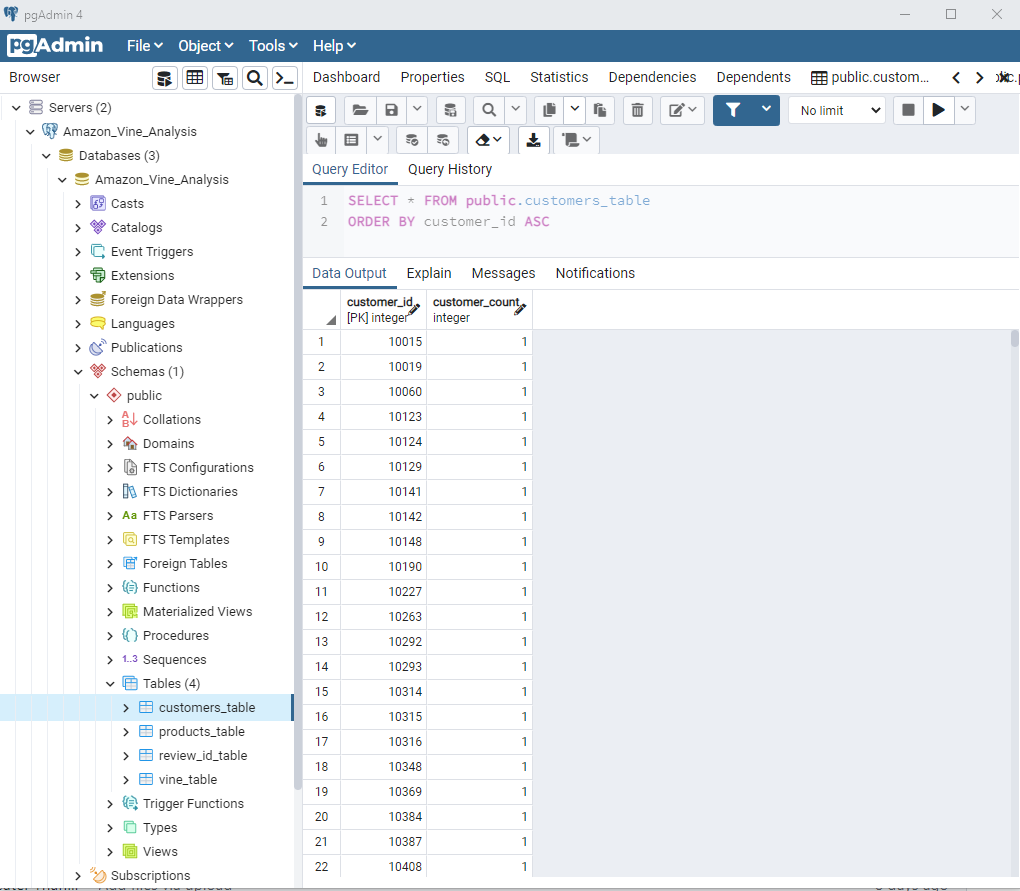 pgAdmin 4
pgAdmin File Object Tools Help
Browser
Dashboard Properties SQL Statistics Dependencies Dependents public.custom...
Servers (2)
Amazon_Vine_Analysis
Databases (3)
Amazon_Vine_Analysis
Casts
Catalogs
Event Triggers
Extensions
Foreign Data Wrappers
Languages
Publications
Schemas (1)
public
Collations
Domains
FTS Configurations
FTS Dictionaries
Aa FTS Parsers
FTS Templates
Foreign Tables
Functions
Materialized Views
Procedures
1..3 Sequences
Tables (4)
customers_table
products_table
review_id_table
vine_table
Trigger Functions
Types
Views
Subscriptions
No limit
Query Editor Query History
1 SELECT * FROM public.customers_table
2 ORDER BY customer_id ASC
Data Output Explain Messages Notifications
customer_id customer_count
[PK] integer integer
1 10015 1
2 10019 1
3 10060 1
4 10123 1
5 10124 1
6 10129 1
7 10141 1
8 10142 1
9 10148 1
10 10190 1
11 10227 1
12 10263 1
13 10292 1
14 10293 1
15 10314 1
16 10315 1
17 10316 1
18 10348 1
19 10369 1
20 10384 1
21 10387 1
22 10408 1